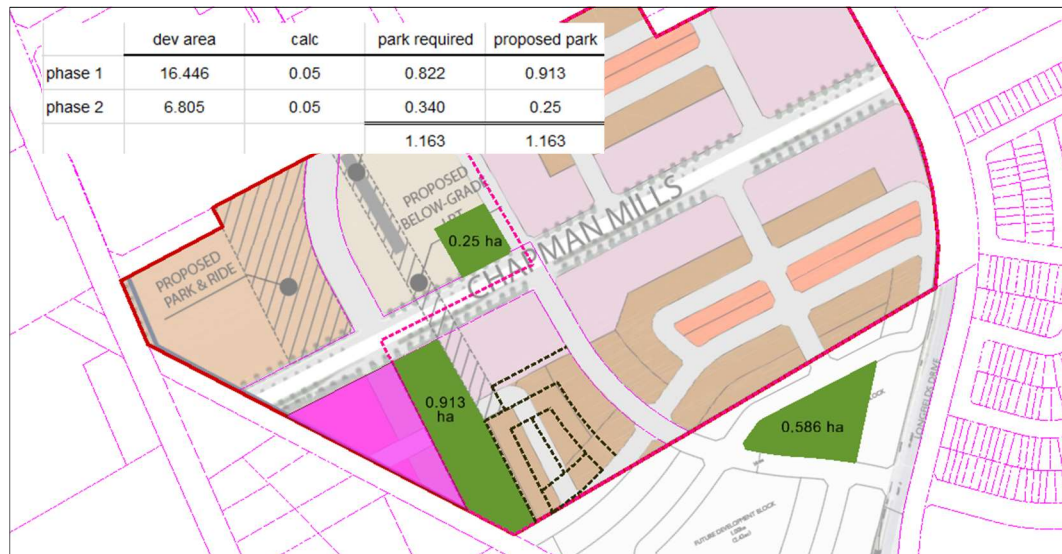 dev area calc park required proposed park
phase 1 16.446 0.05 0.822 0.913
phase 2 6.805 0.05 0.340 0.25
1.163 1.163
PROPOSED
BELOW-GRADE
LRT
0.25 ha
CHAPMAN MILLS
PROPOSED
PARK & RIDE
0.913
ha
0.586 ha
LONGFIELDS DRIVE
FUTURE DEVELOPMENT BLOCK